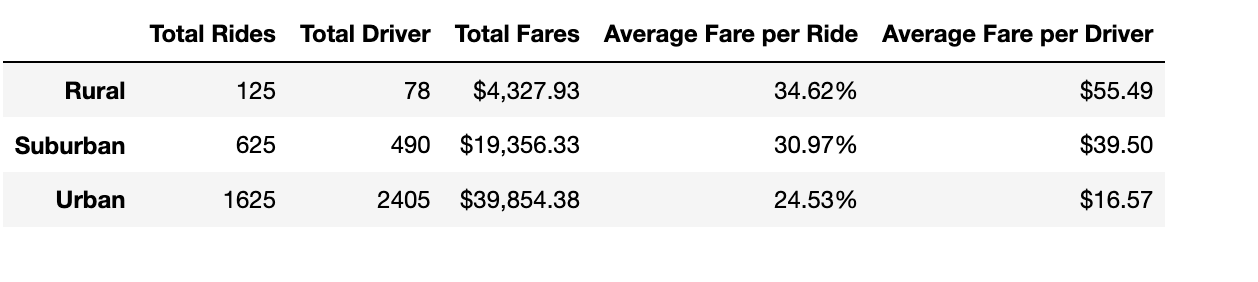 Total Rides Total Driver Total Fares Average Fare per Ride Average Fare per Driver
Rural 125 78 $4,327.93 34.62% $55.49
Suburban 625 490 $19,356.33 30.97% $39.50
Urban 1625 2405 $39,854.38 24.53% $16.57